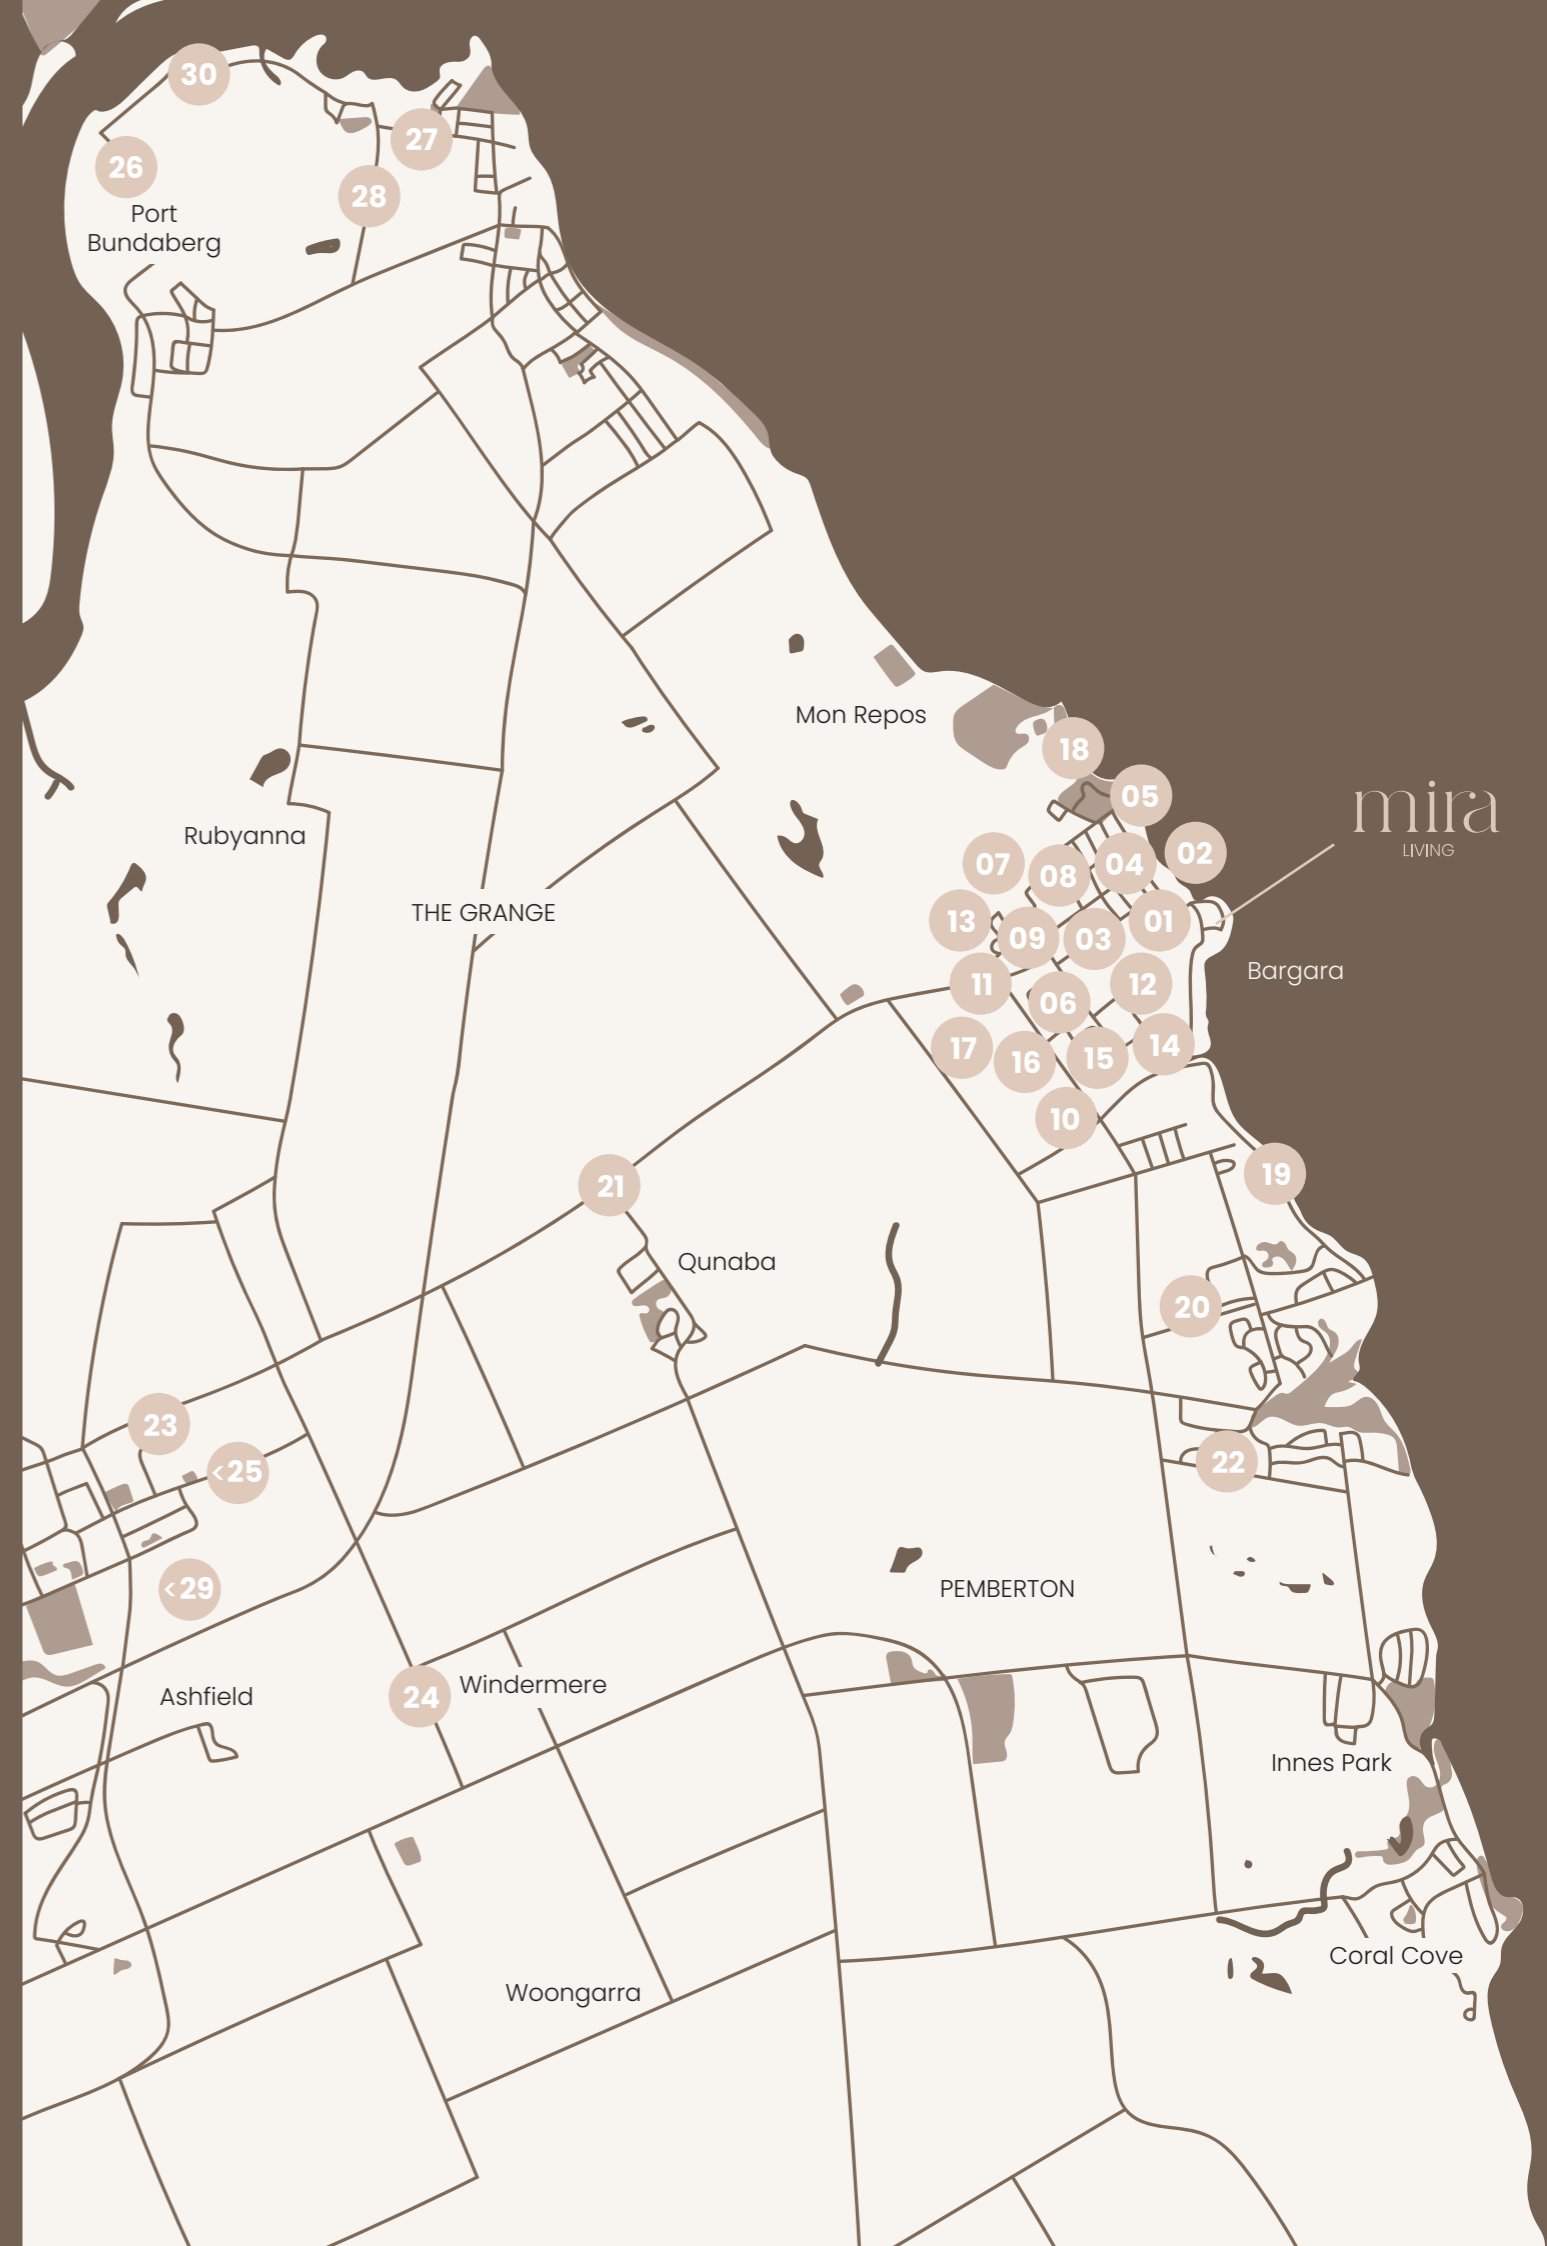 30
27
26
28
Port
Bundaberg
Mon Repos
18
05
mira
LIVING
Rubyanna
07
08
04
02
THE GRANGE
13
09
03
01
Bargara
11
06
12
17
16
15
14
10
21
19
Qunaba
20
23
<25
22
<29
PEMBERTON
Ashfield
24
Windermere
Innes Park
Coral Cove
Woongarra